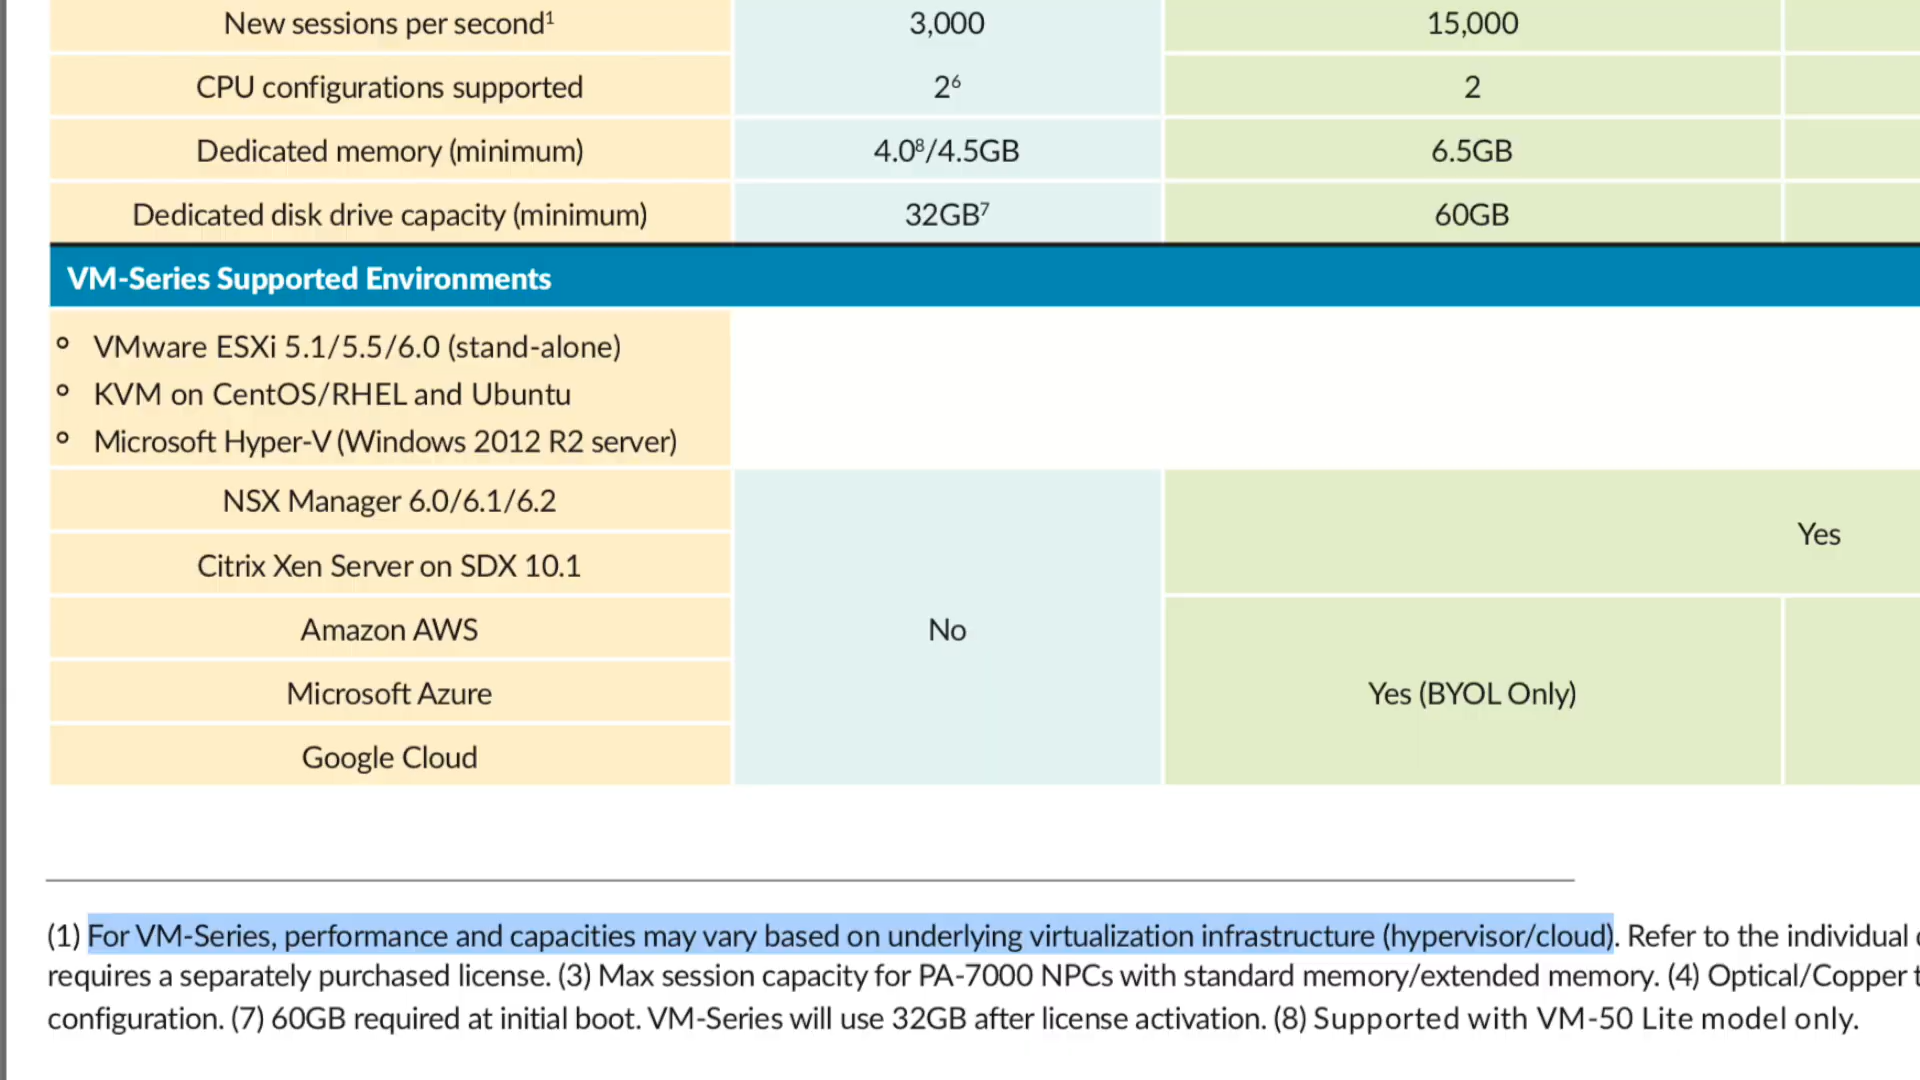 New sessions per second¹ 3,000 15,000
CPU configurations supported 2⁶ 2
Dedicated memory (minimum) 4.0⁸/4.5GB 6.5GB
Dedicated disk drive capacity (minimum) 32GB⁷ 60GB
VM-Series Supported Environments
VMware ESXi 5.1/5.5/6.0 (stand-alone)
KVM on CentOS/RHEL and Ubuntu
Microsoft Hyper-V (Windows 2012 R2 server)
NSX Manager 6.0/6.1/6.2
Yes
Citrix Xen Server on SDX 10.1
Amazon AWS No
Microsoft Azure Yes (BYOL Only)
Google Cloud
(1) For VM-Series, performance and capacities may vary based on underlying virtualization infrastructure (hypervisor/cloud). Refer to the individual
requires a separately purchased license. (3) Max session capacity for PA-7000 NPCs with standard memory/extended memory. (4) Optical/Copper
configuration. (7) 60GB required at initial boot. VM-Series will use 32GB after license activation. (8) Supported with VM-50 Lite model only.